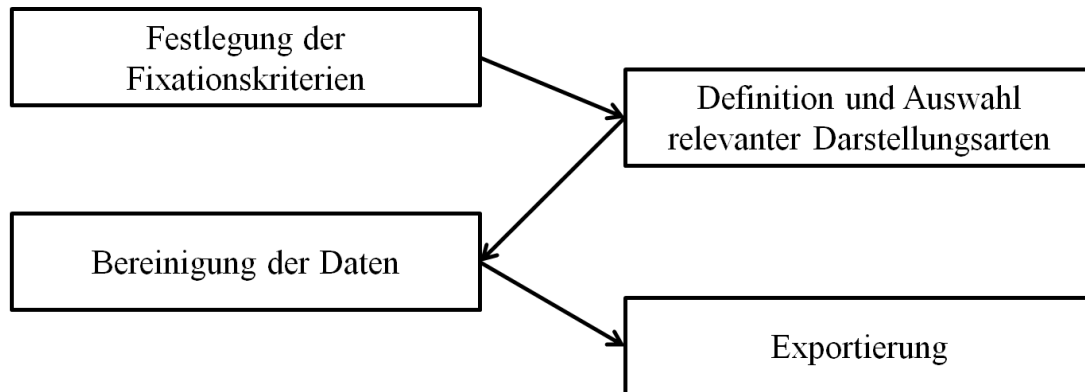 Festlegung der
Fixationskriterien
Definition und Auswahl
relevanter Darstellungsarten
Bereinigung der Daten
Exportierung